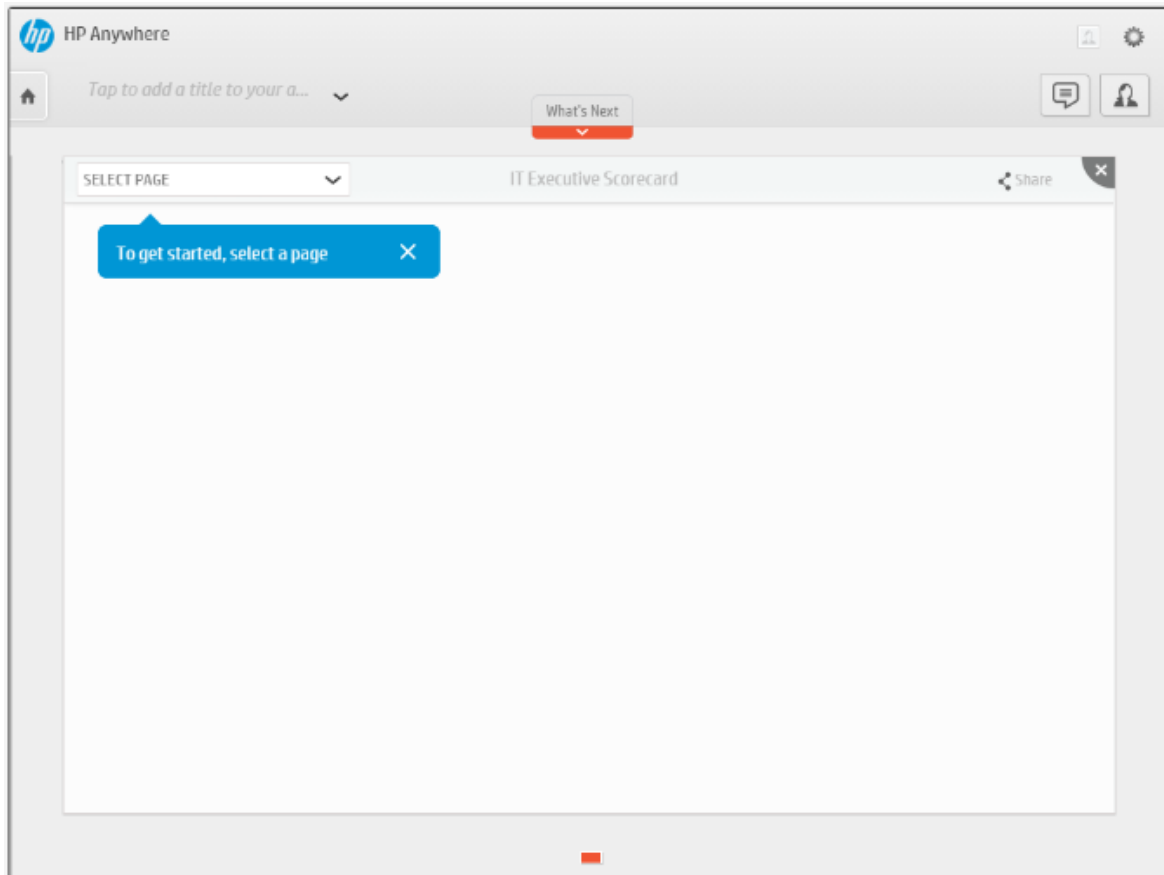 hp HP Anywhere
Tap to add a title to your a...
What's Next
SELECT PAGE
IT Executive Scorecard
Share
To get started, select a page